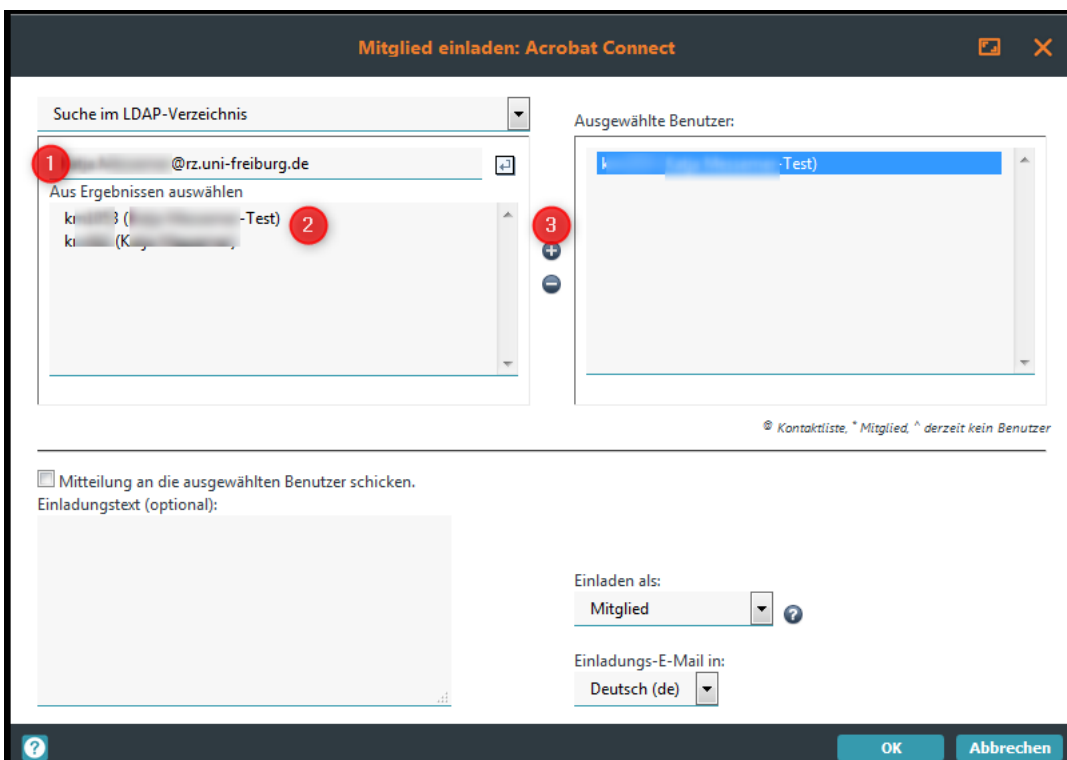 Mitglied einladen: Acrobat Connect
Suche im LDAP-Verzeichnis
Ausgewählte Benutzer:
1 @rz.uni-freiburg.de
-Test)
Aus Ergebnissen auswählen
-Test) 2
3
® Kontaktliste, * Mitglied, ^ derzeit kein Benutzer
Mitteilung an die ausgewählten Benutzer schicken.
Einladungstext (optional):
Einladen als:
Mitglied
?
Einladungs-E-Mail in:
Deutsch (de)
?
OK
Abbrechen